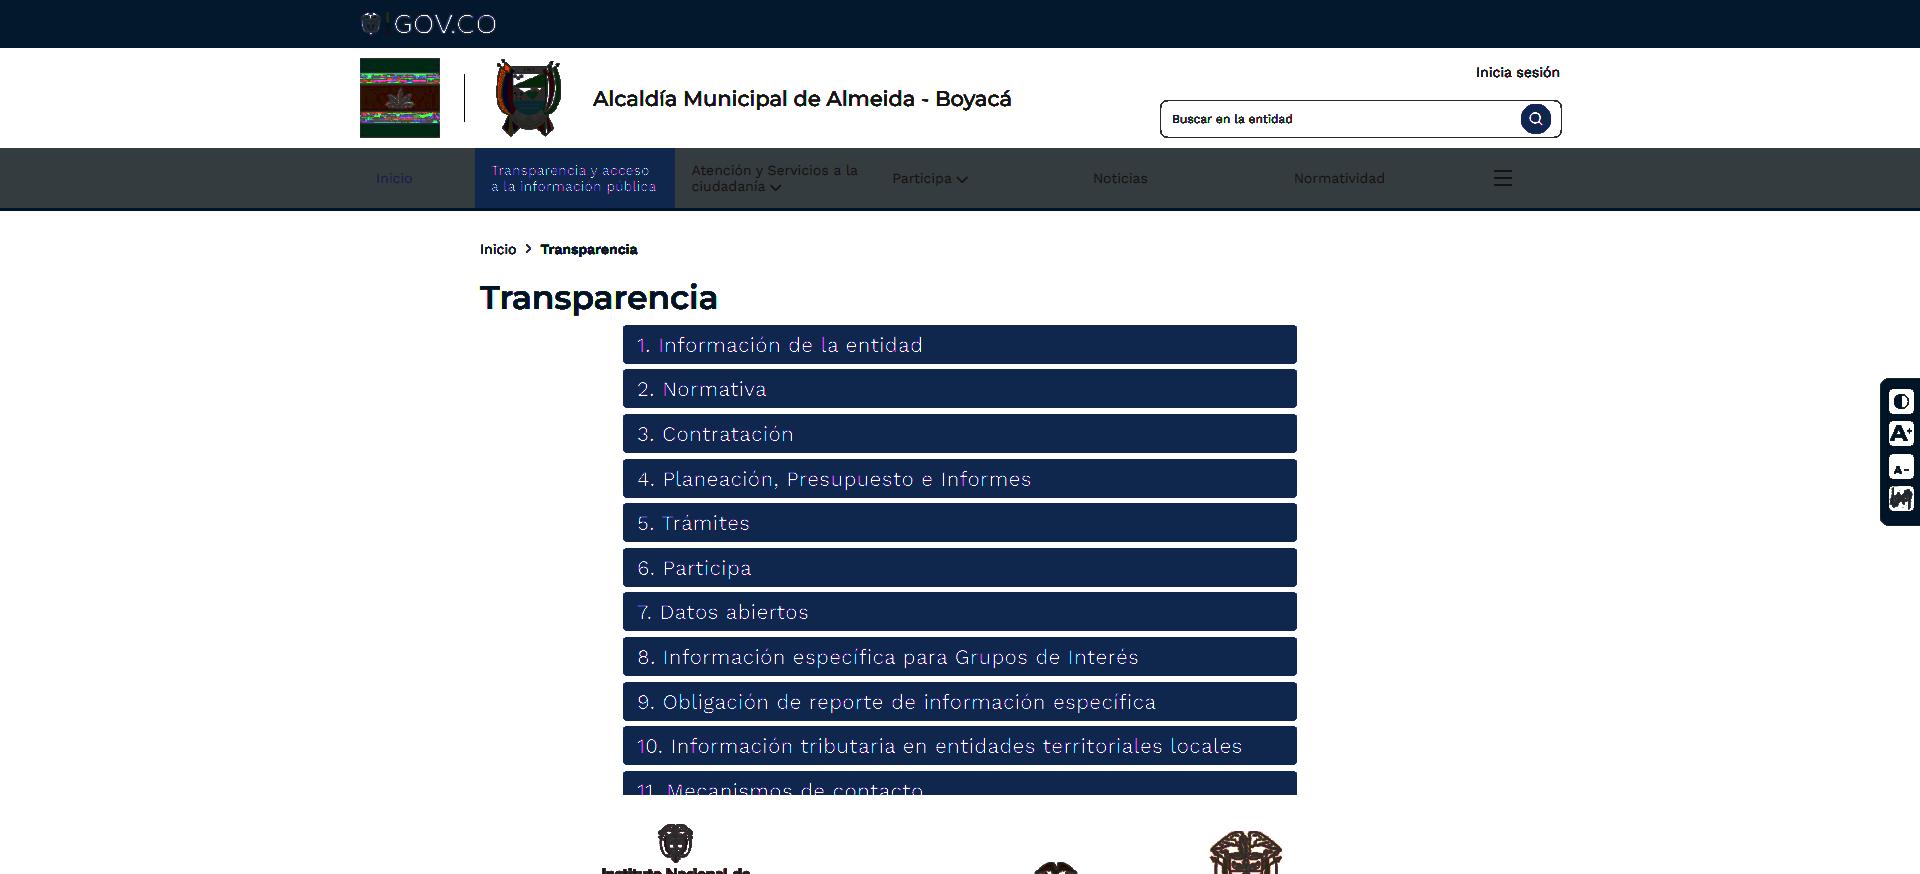 GOV.CO
Inicia sesión
Alcaldía Municipal de Almeida - Boyacá
Buscar en la entidad
Inicio
Transparencia y acceso
a la información pública
Atención y Servicios a la
ciudadanía
Participa
Noticias
Normatividad
Inicio > Transparencia
Transparencia
1. Información de la entidad
2. Normativa
3. Contratación
4. Planeación, Presupuesto e Informes
5. Trámites
6. Participa
7. Datos abiertos
8. Información específica para Grupos de Interés
9. Obligación de reporte de información específica
10. Información tributaria en entidades territoriales locales
11. Mecanismos de contacto
A+
A-
Instituto Nacional de